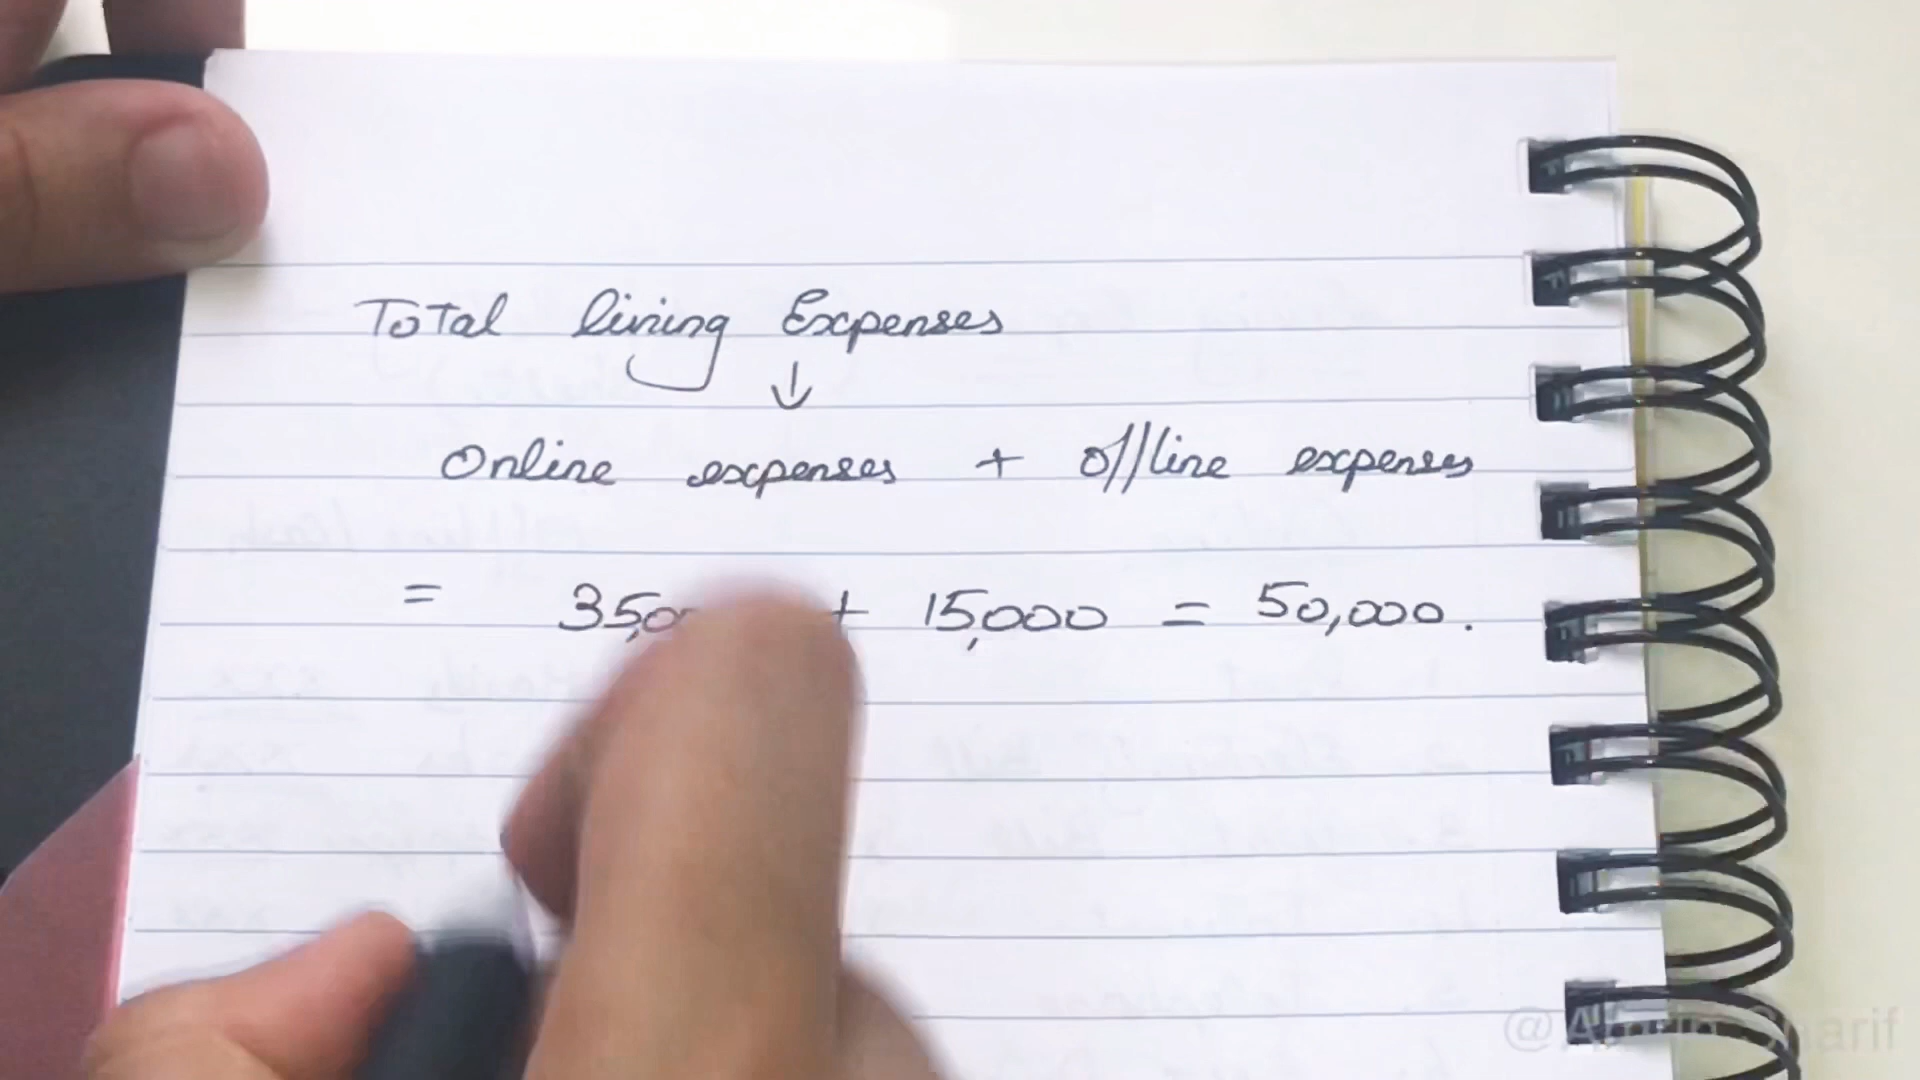 Total living Expenses
↓
Online expenses + offline expenses
= + 15,000 = 50,000.